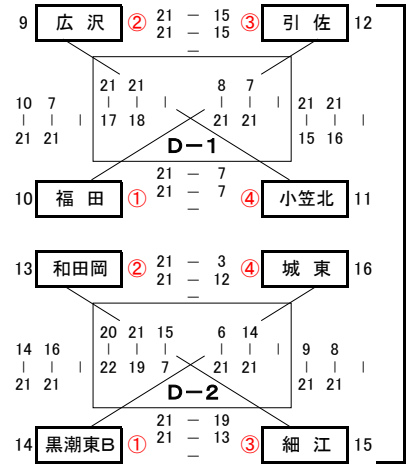 9 広 沢 ② 21 － 15 ③ 引 佐 12
21 － 15
－
21 21 8 7
10 7 | | | | | | 21 21
| | | 17 18 21 21 | | |
21 21 15 16
D－1
21 － 7
10 福 田 ① 21 － 7 ④ 小笠北 11
－
13 和田岡 ② 21 － 3 ④ 城 東 16
21 － 12
－
20 21 15 6 14
14 16 | | | | | | 9 8
| | | 22 19 7 21 21 | | |
21 21 21 21
D－2
21 － 19
14 黒潮東B ① 21 － 13 ③ 細 江 15
－